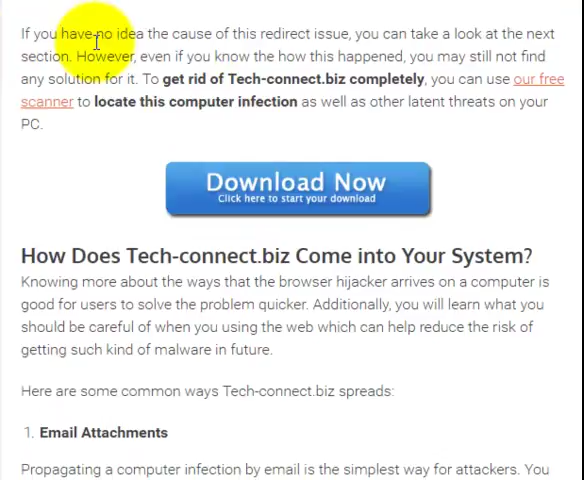 If you have no idea the cause of this redirect issue, you can take a look at the next
section. However, even if you know the how this happened, you may still not find
any solution for it. To get rid of Tech-connect.biz completely, you can use our free
scanner to locate this computer infection as well as other latent threats on your
PC.
Download Now
Click here to start your download
How Does Tech-connect.biz Come into Your System?
Knowing more about the ways that the browser hijacker arrives on a computer is
good for users to solve the problem quicker. Additionally, you will learn what you
should be careful of when you using the web which can help reduce the risk of
getting such kind of malware in future.
Here are some common ways Tech-connect.biz spreads:
1. Email Attachments
Propagating a computer infection by email is the simplest way for attackers. You